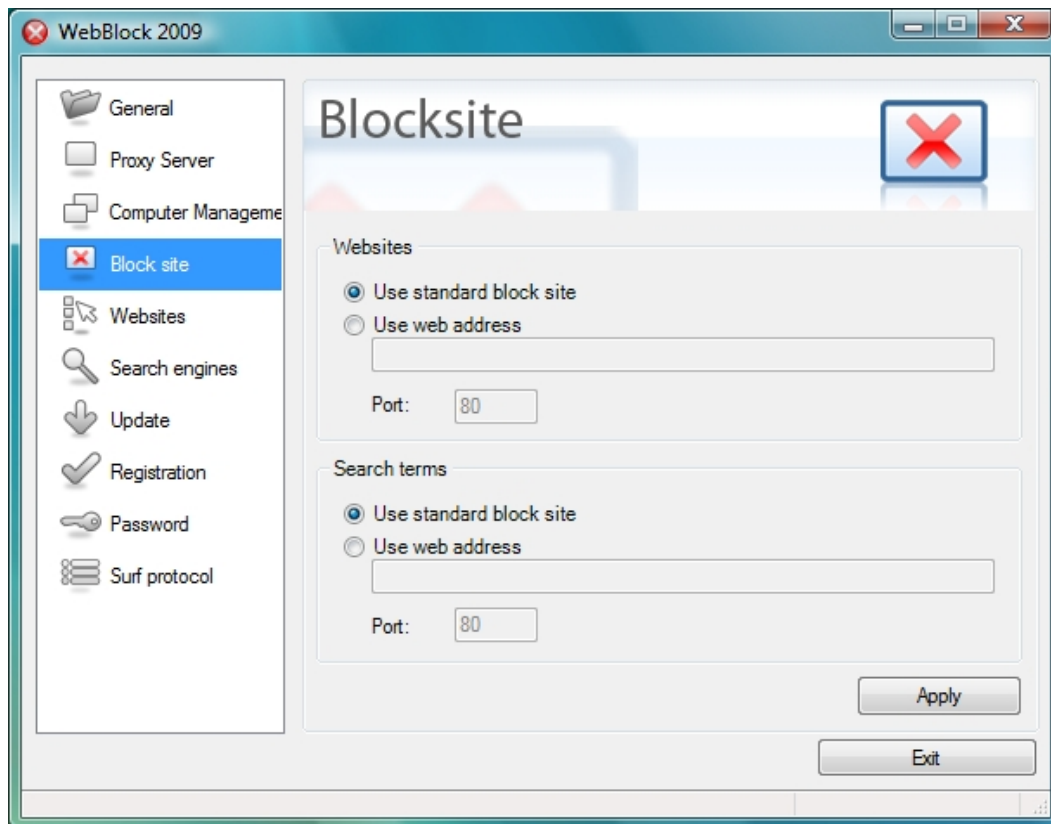 WebBlock 2009
General
Proxy Server
Computer Manageme
Block site
Websites
Search engines
Update
Registration
Password
Surf protocol
Blocksite
Websites
Use standard block site
Use web address
Port: 80
Search terms
Use standard block site
Use web address
Port: 80
Apply
Exit